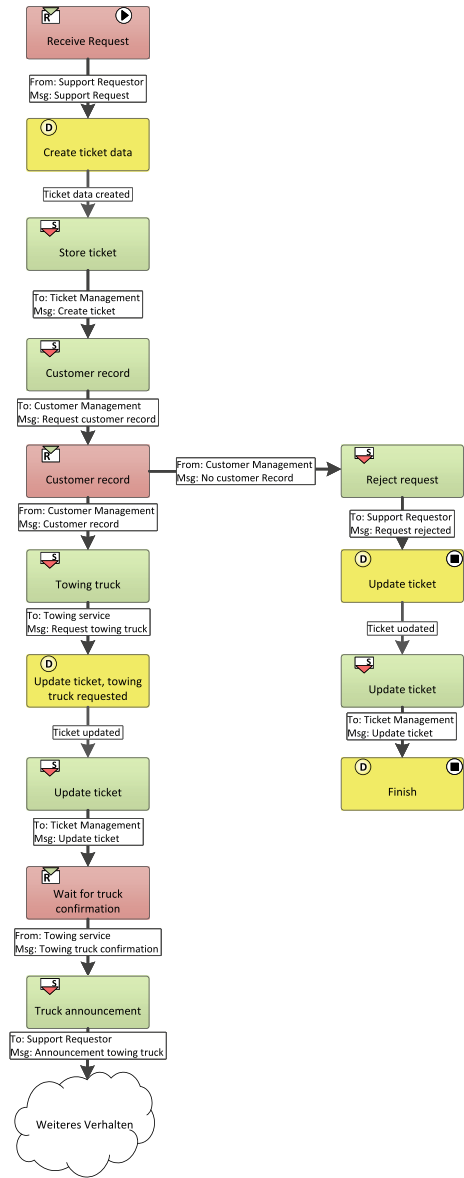 R
Receive Request
From: Support Requestor
Msg: Support Request
D
Create ticket data
Ticket data created
S
Store ticket
To: Ticket Management
Msg: Create ticket
S
Customer record
To: Customer Management
Msg: Request customer record
R
Customer record
From: Customer Management
Msg: No customer Record
S
Reject request
From: Customer Management
Msg: Customer record
To: Support Requestor
Msg: Request rejected
S
Towing truck
D
Update ticket
To: Towing service
Msg: Request towing truck
Ticket uodated
D
Update ticket, towing
truck requested
S
Update ticket
Ticket updated
To: Ticket Management
Msg: Update ticket
S
Update ticket
D
Finish
To: Ticket Management
Msg: Update ticket
R
Wait for truck
confirmation
From: Towing service
Msg: Towing truck confirmation
S
Truck announcement
To: Support Requestor
Msg: Announcement towing truck
Weiteres Verhalten